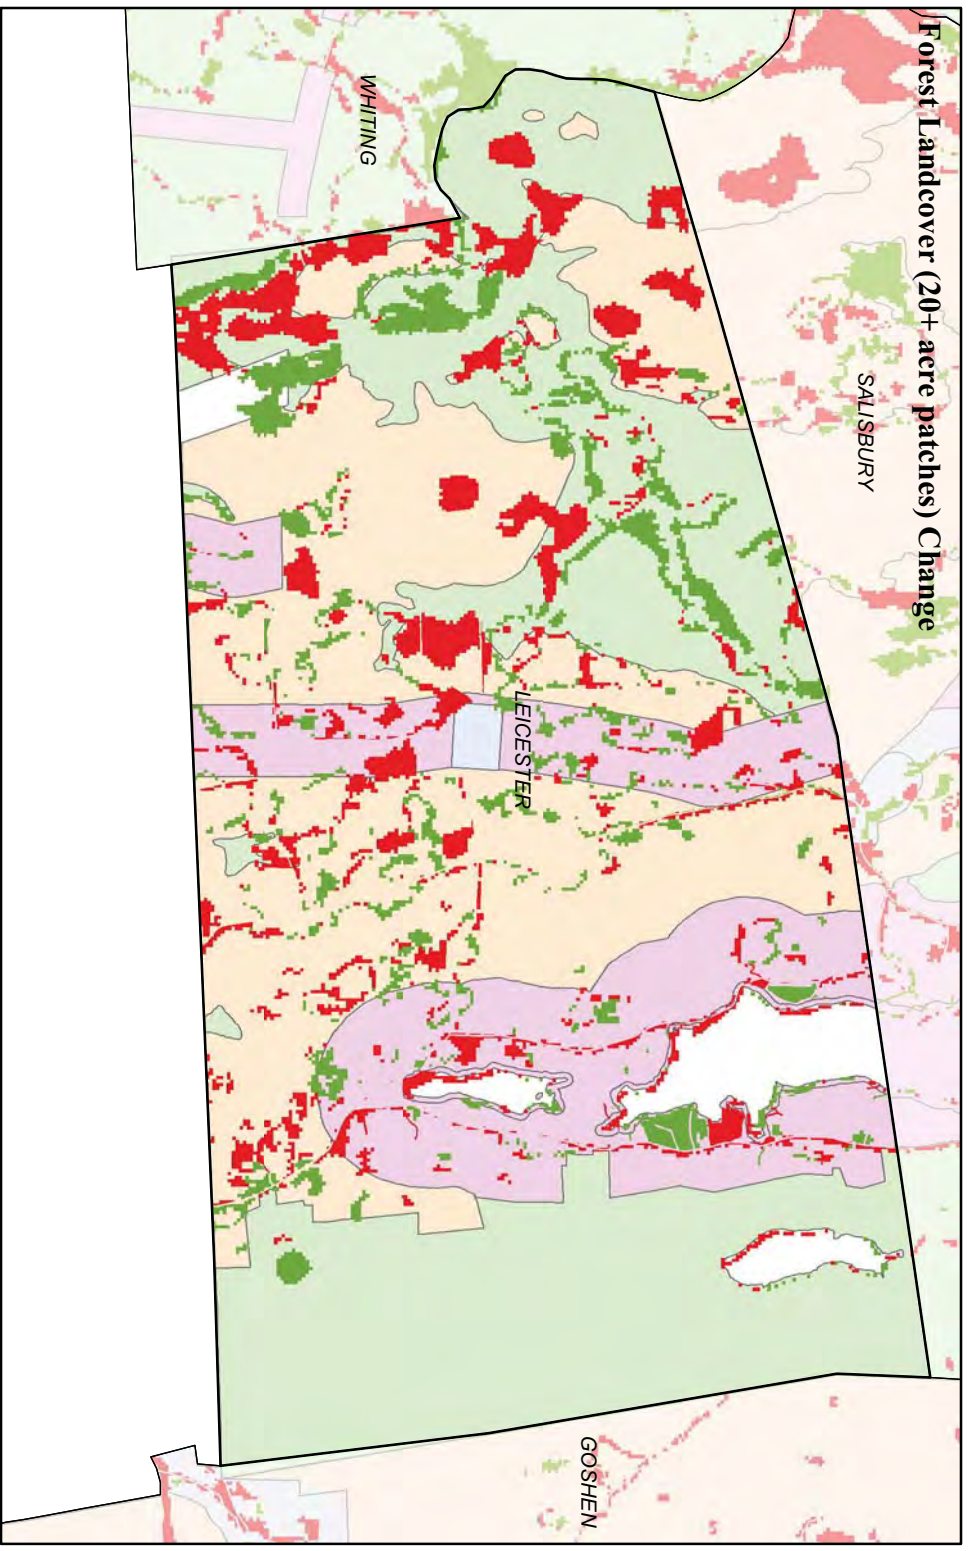 Forest Landcover (20+ acre patches) Change
SALISBURY
WHITING
LEICESTER
GOSHEN